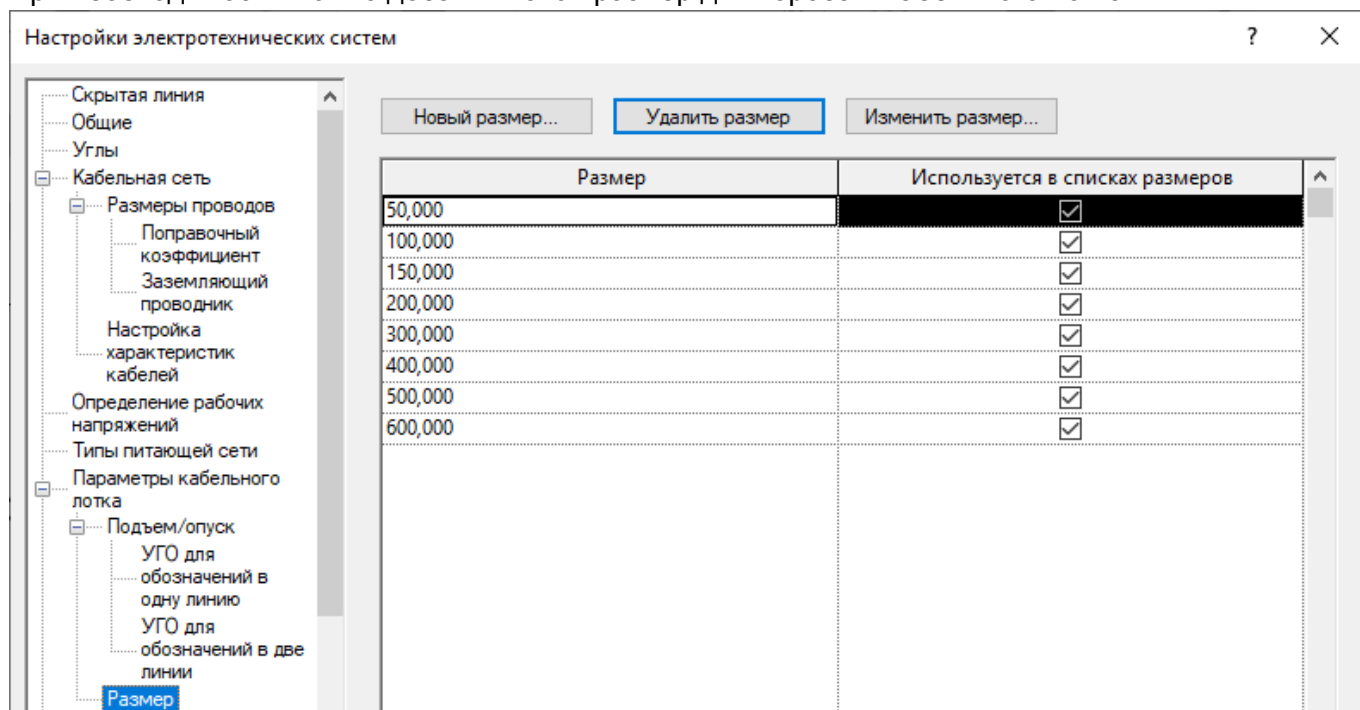 Настройки электротехнических систем
?
Скрытая линия
Общие
Углы
Кабельная сеть
Размеры проводов
Поправочный
коэффициент
Заземляющий
проводник
Настройка
характеристик
кабелей
Определение рабочих
напряжений
Типы питающей сети
Параметры кабельного
лотка
Подъем/опуск
УГО для
обозначений в
одну линию
УГО для
обозначений в две
линии
Размер
Новый размер...
Удалить размер
Изменить размер...
Размер
Используется в списках размеров
50,000
100,000
150,000
200,000
300,000
400,000
500,000
600,000